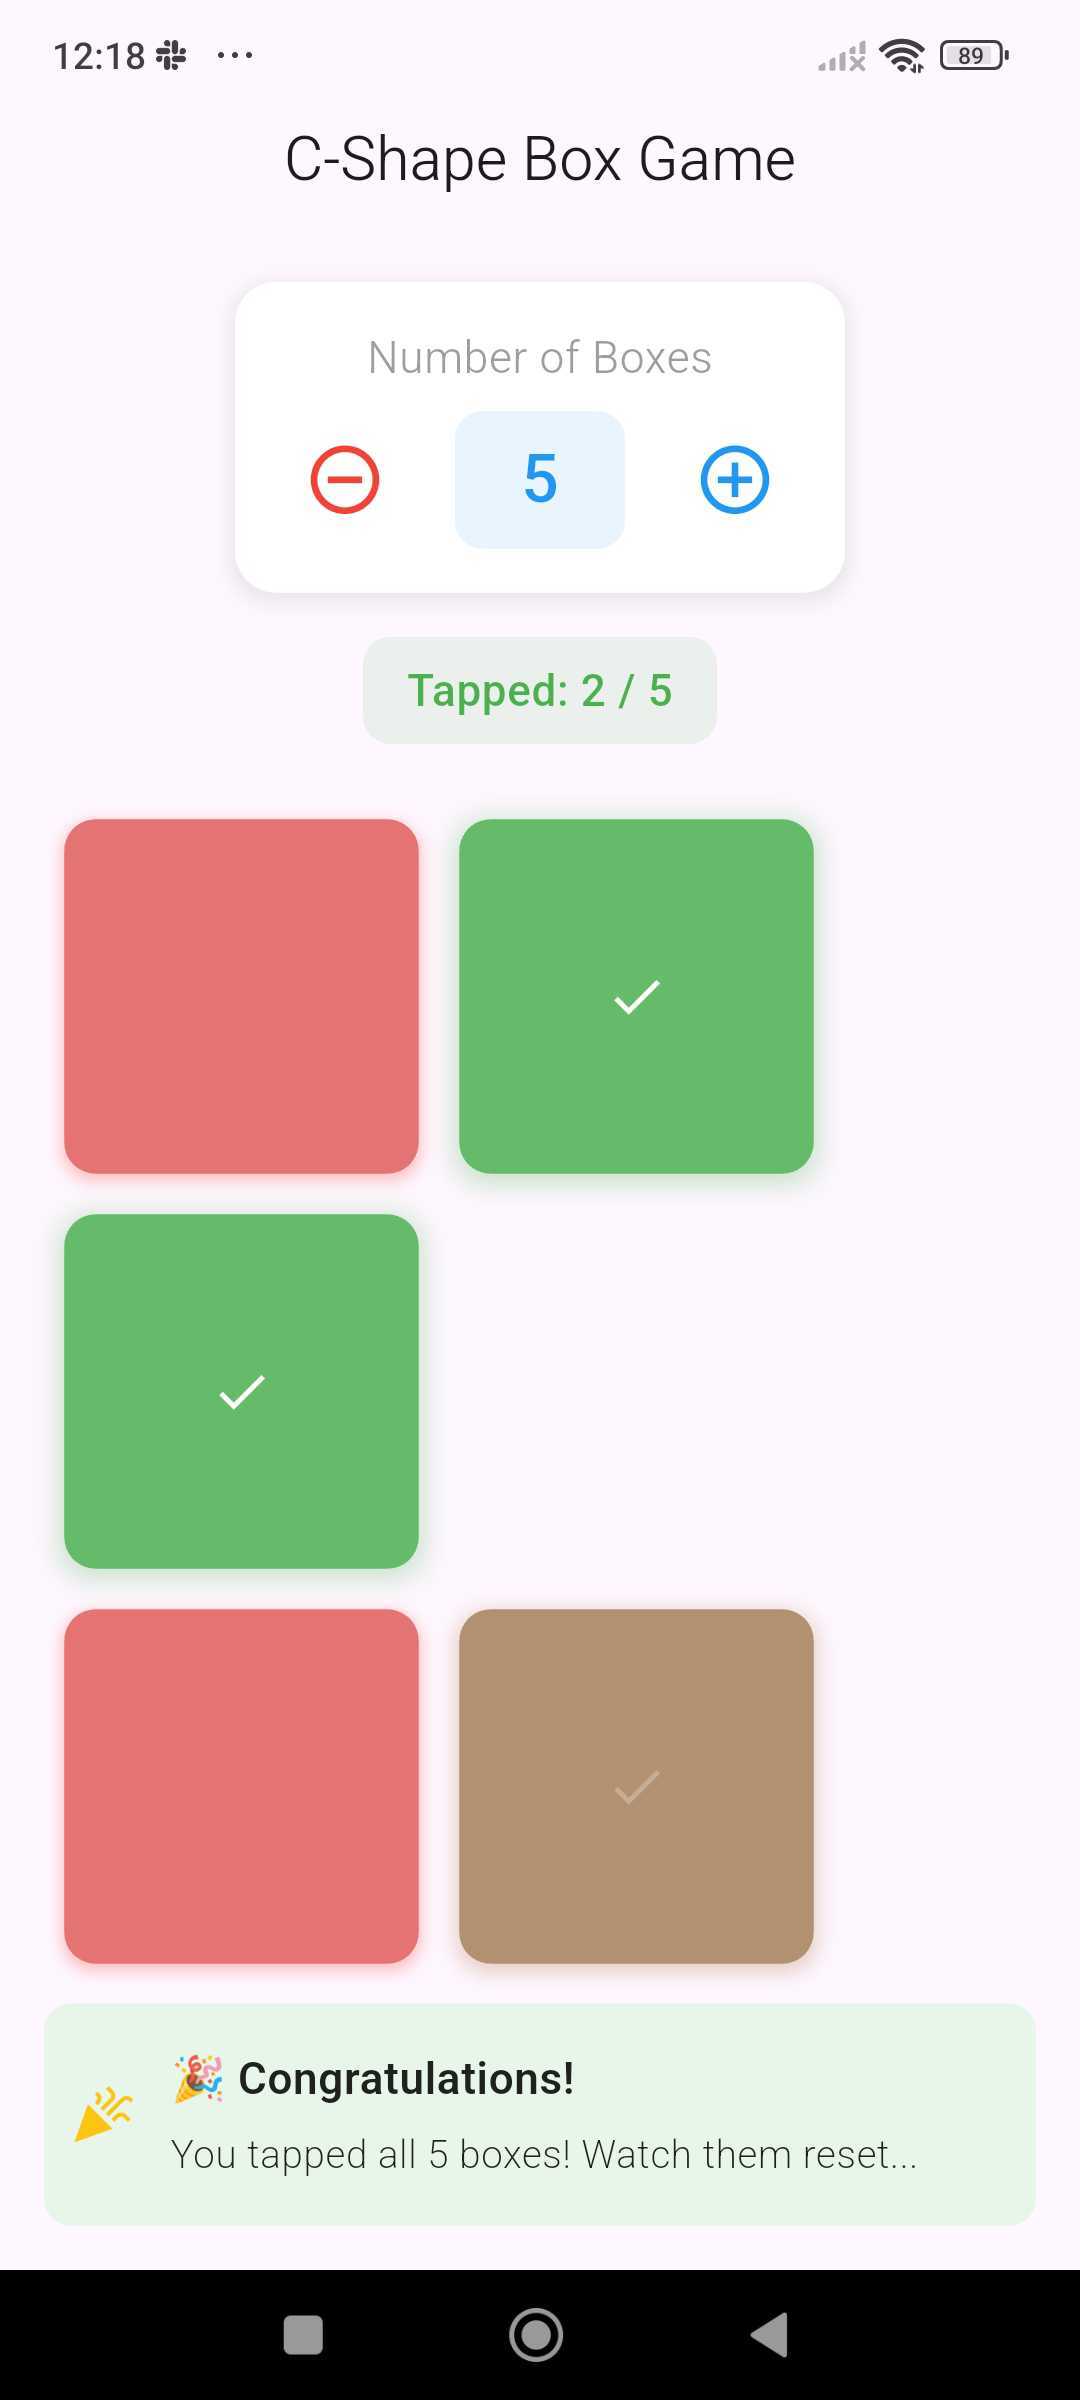 12:18
89
C-Shape Box Game
Number of Boxes
5
Tapped: 2 / 5
🎉 Congratulations!
You tapped all 5 boxes! Watch them reset...